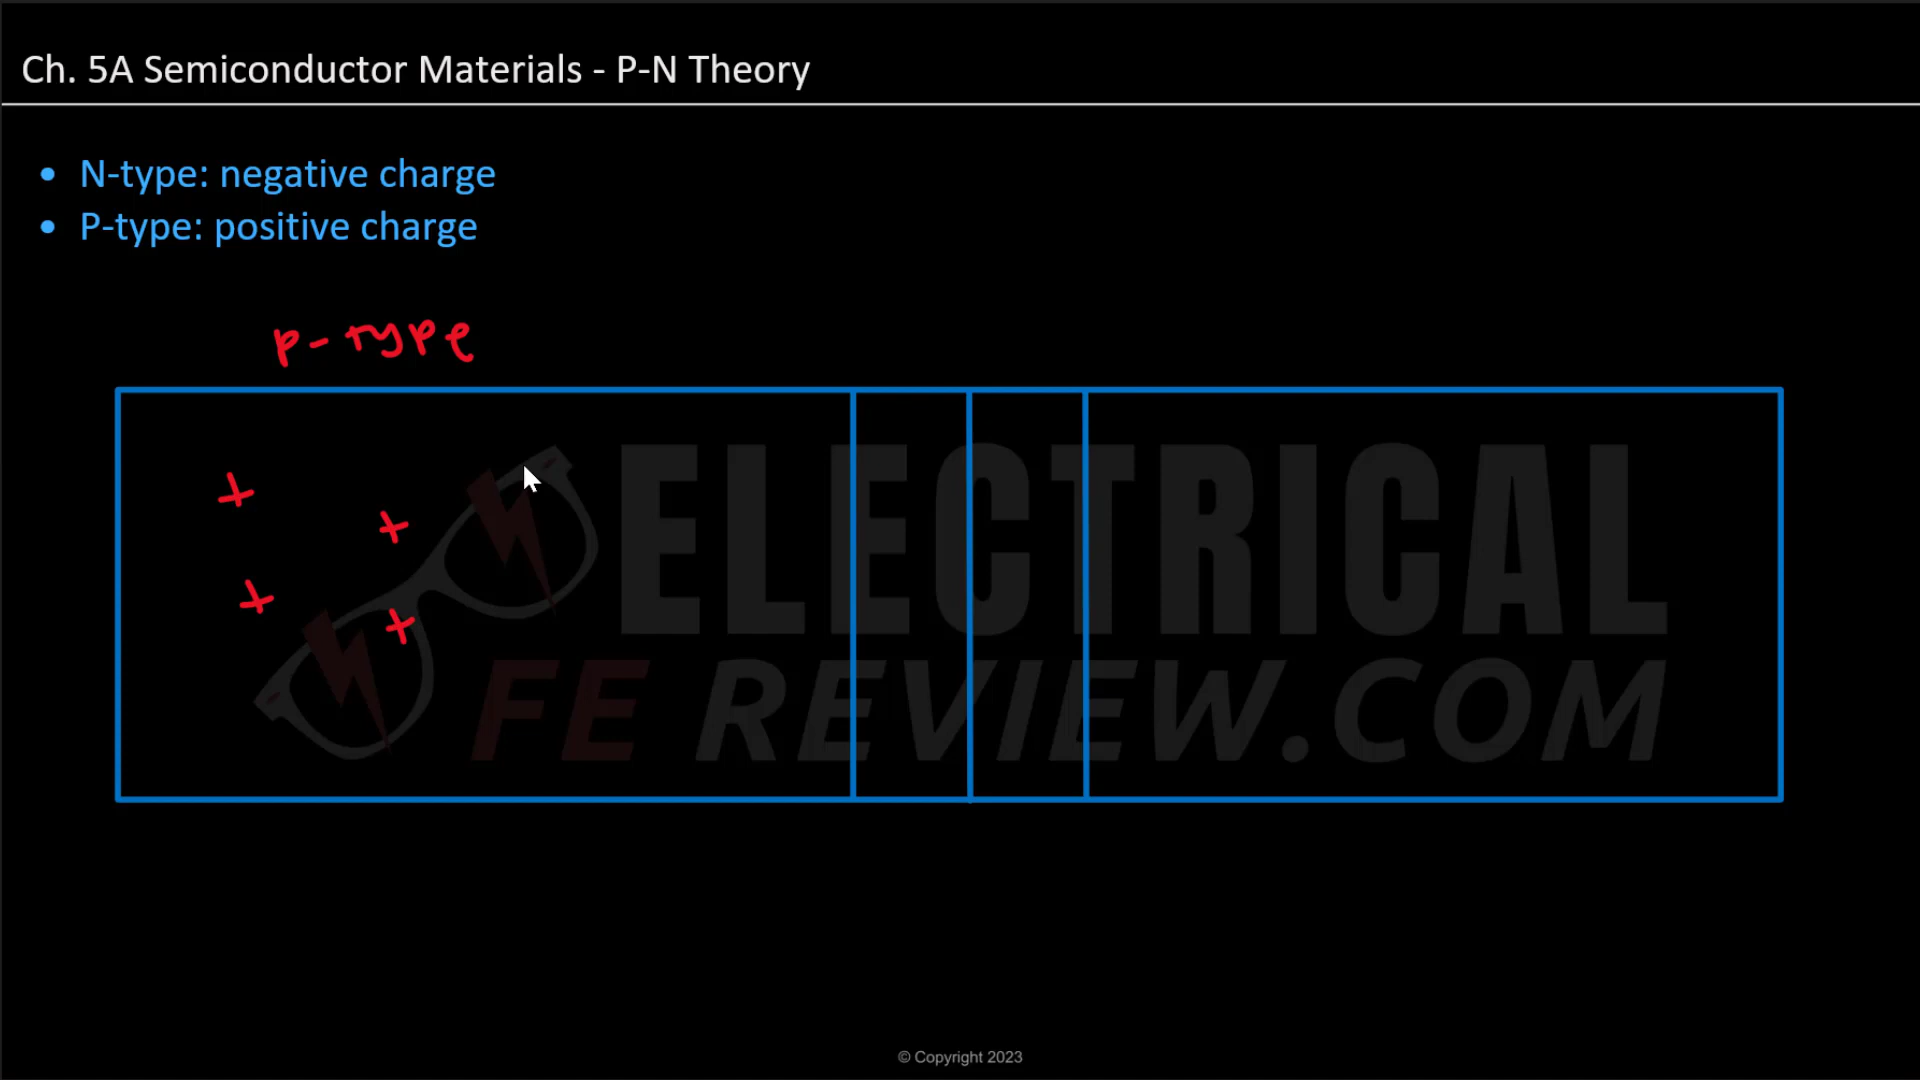 Ch. 5A Semiconductor Materials - P-N Theory
• N-type: negative charge
• P-type: positive charge
p-type
+
+
+
+
ELECTRICAL
FE REVIEW.COM
© Copyright 2023